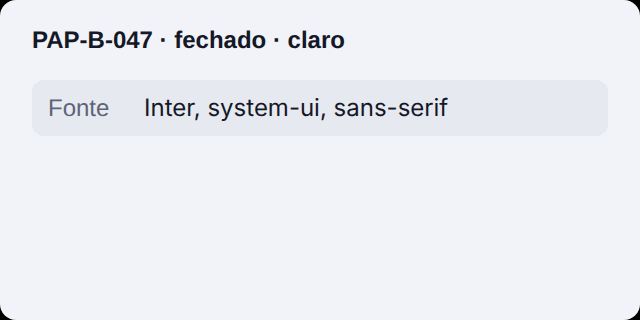 PAP-B-047 · fechado · claro
Fonte Inter, system-ui, sans-serif